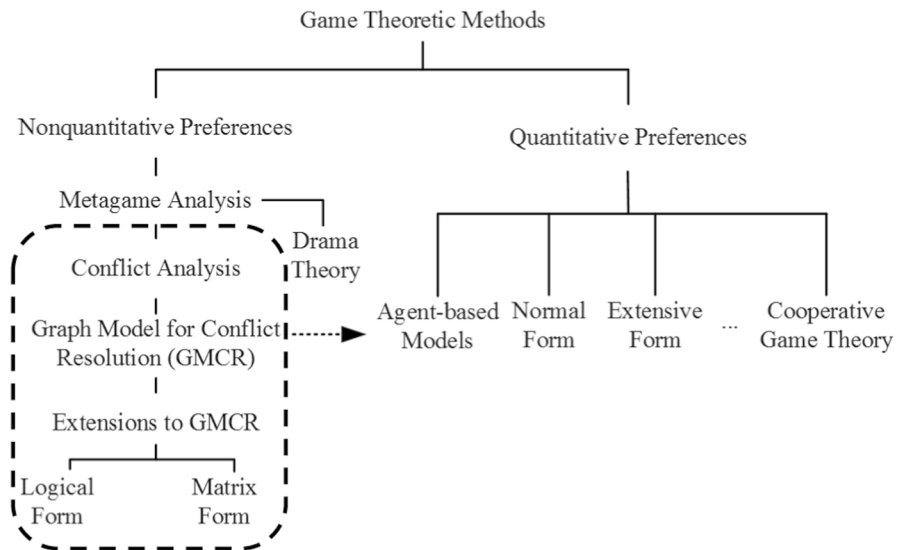 Game Theoretic Methods
Nonquantitative Preferences
Metagame Analysis
Drama
Theory
Conflict Analysis
Graph Model for Conflict
Resolution (GMCR)
Extensions to GMCR
Logical
Form
Matrix
Form
Quantitative Preferences
Agent-based
Models
Normal
Form
Extensive
Form
...
Cooperative
Game Theory